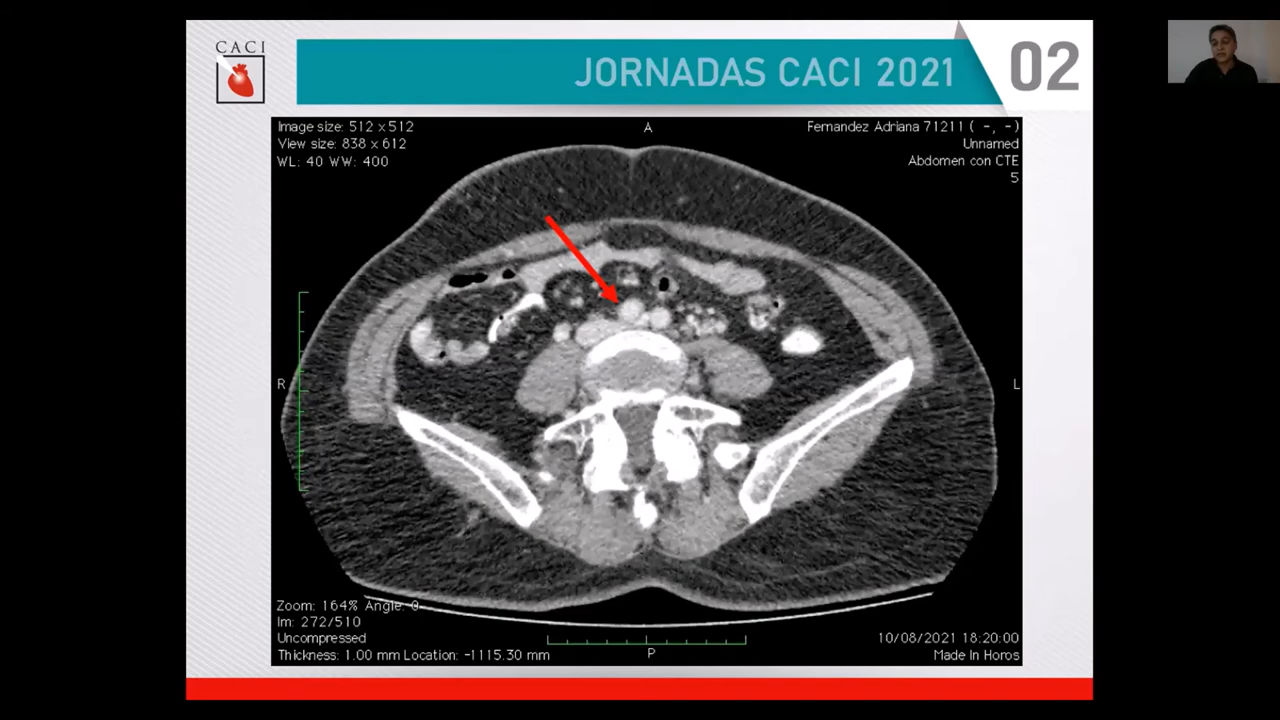 CACI
JORNADAS CACI 2021
02
Image size: 512 x 512
View size: 838 x 612
WL: 40 WW: 400
A
Fernandez Adriana 71211 ( -, -)
Unnamed
Abdomen con CTE
5
R
L
Zoom: 164% Angle: 0
Im: 272/510
Uncompressed
Thickness: 1.00 mm Location: -1115.30 mm
P
10/08/2021 18:20:00
Made In Horos